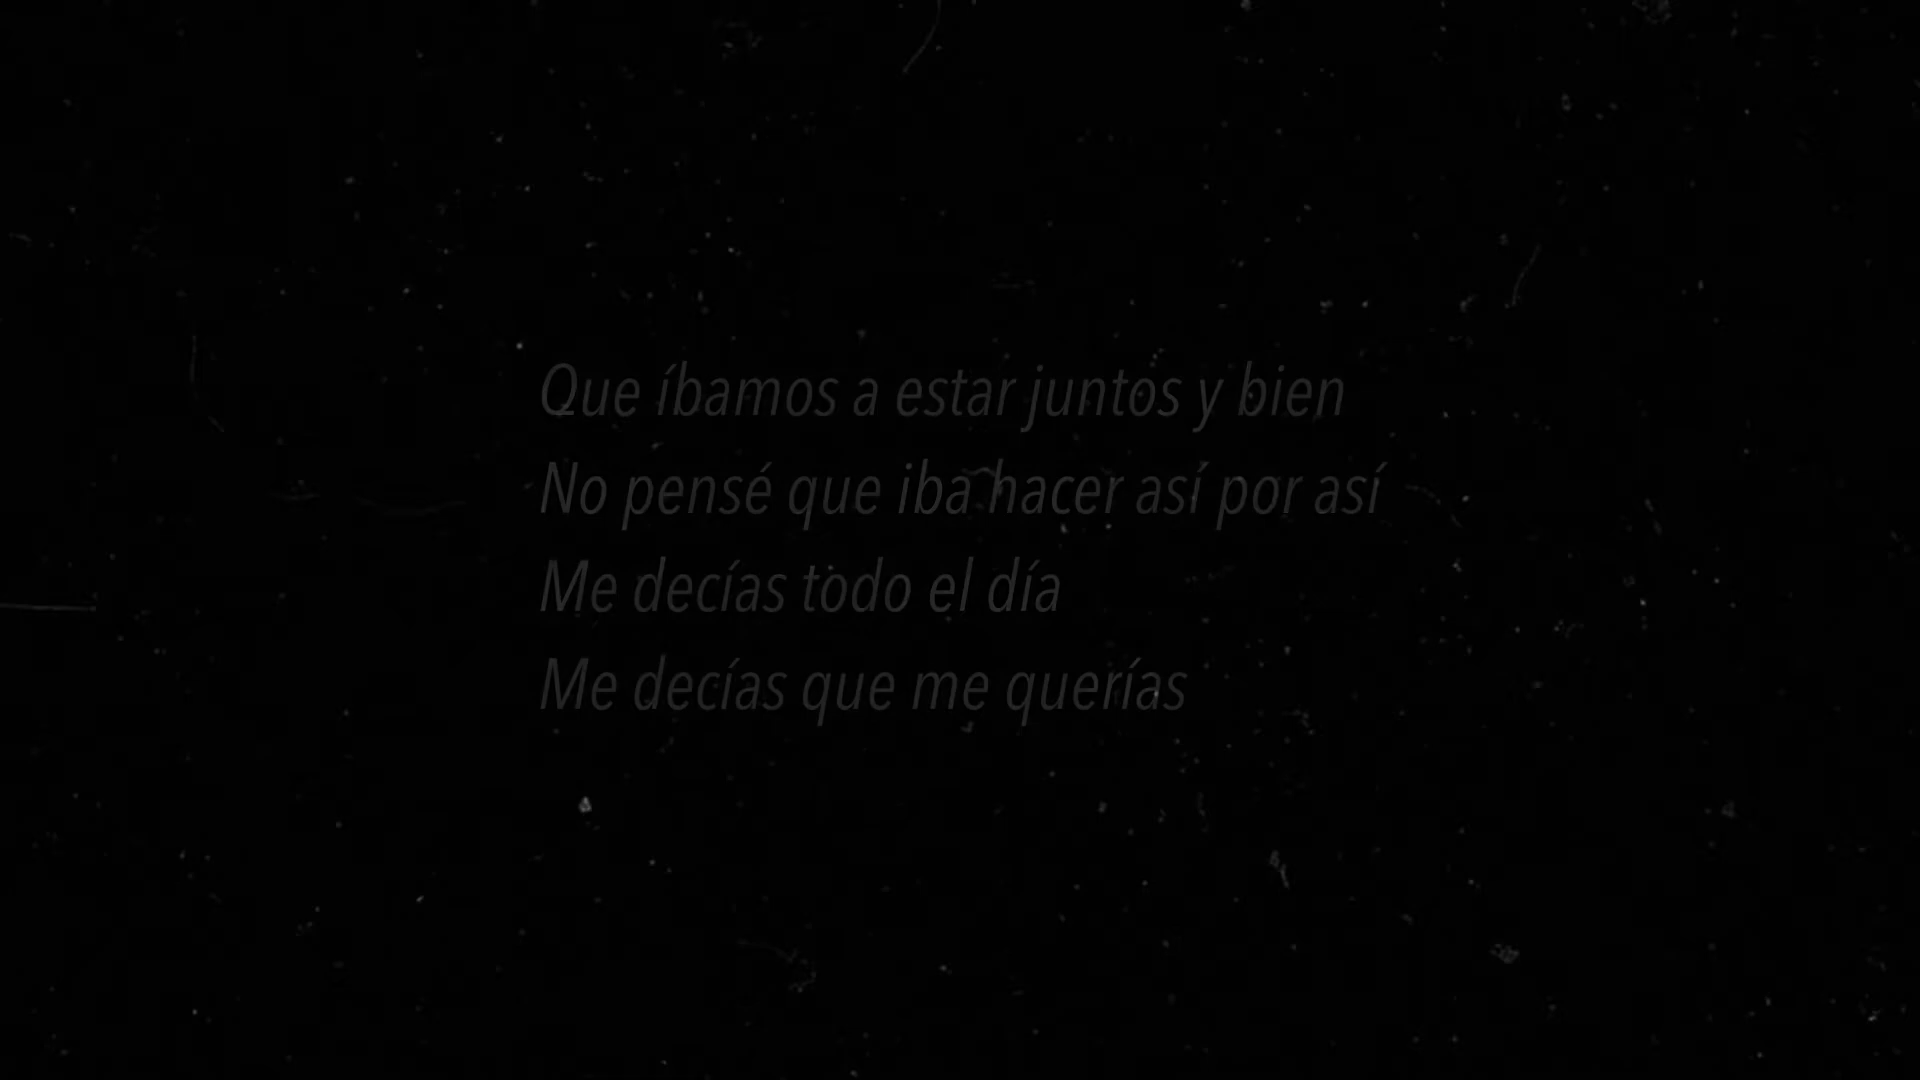 Que íbamos a estar juntos y bien
No pensé que iba hacer así por así
Me decías todo el día
Me decías que me querías